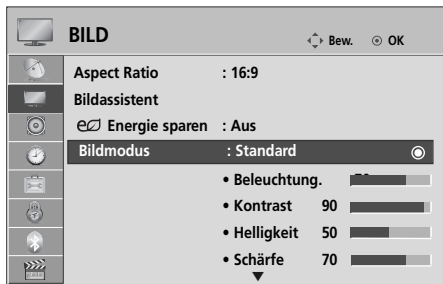 BILD
Bew. OK
Aspect Ratio : 16:9
Bildassistent
Energie sparen : Aus
Bildmodus : Standard
• Beleuchtung.
• Kontrast 90
• Helligkeit 50
• Schärfe 70